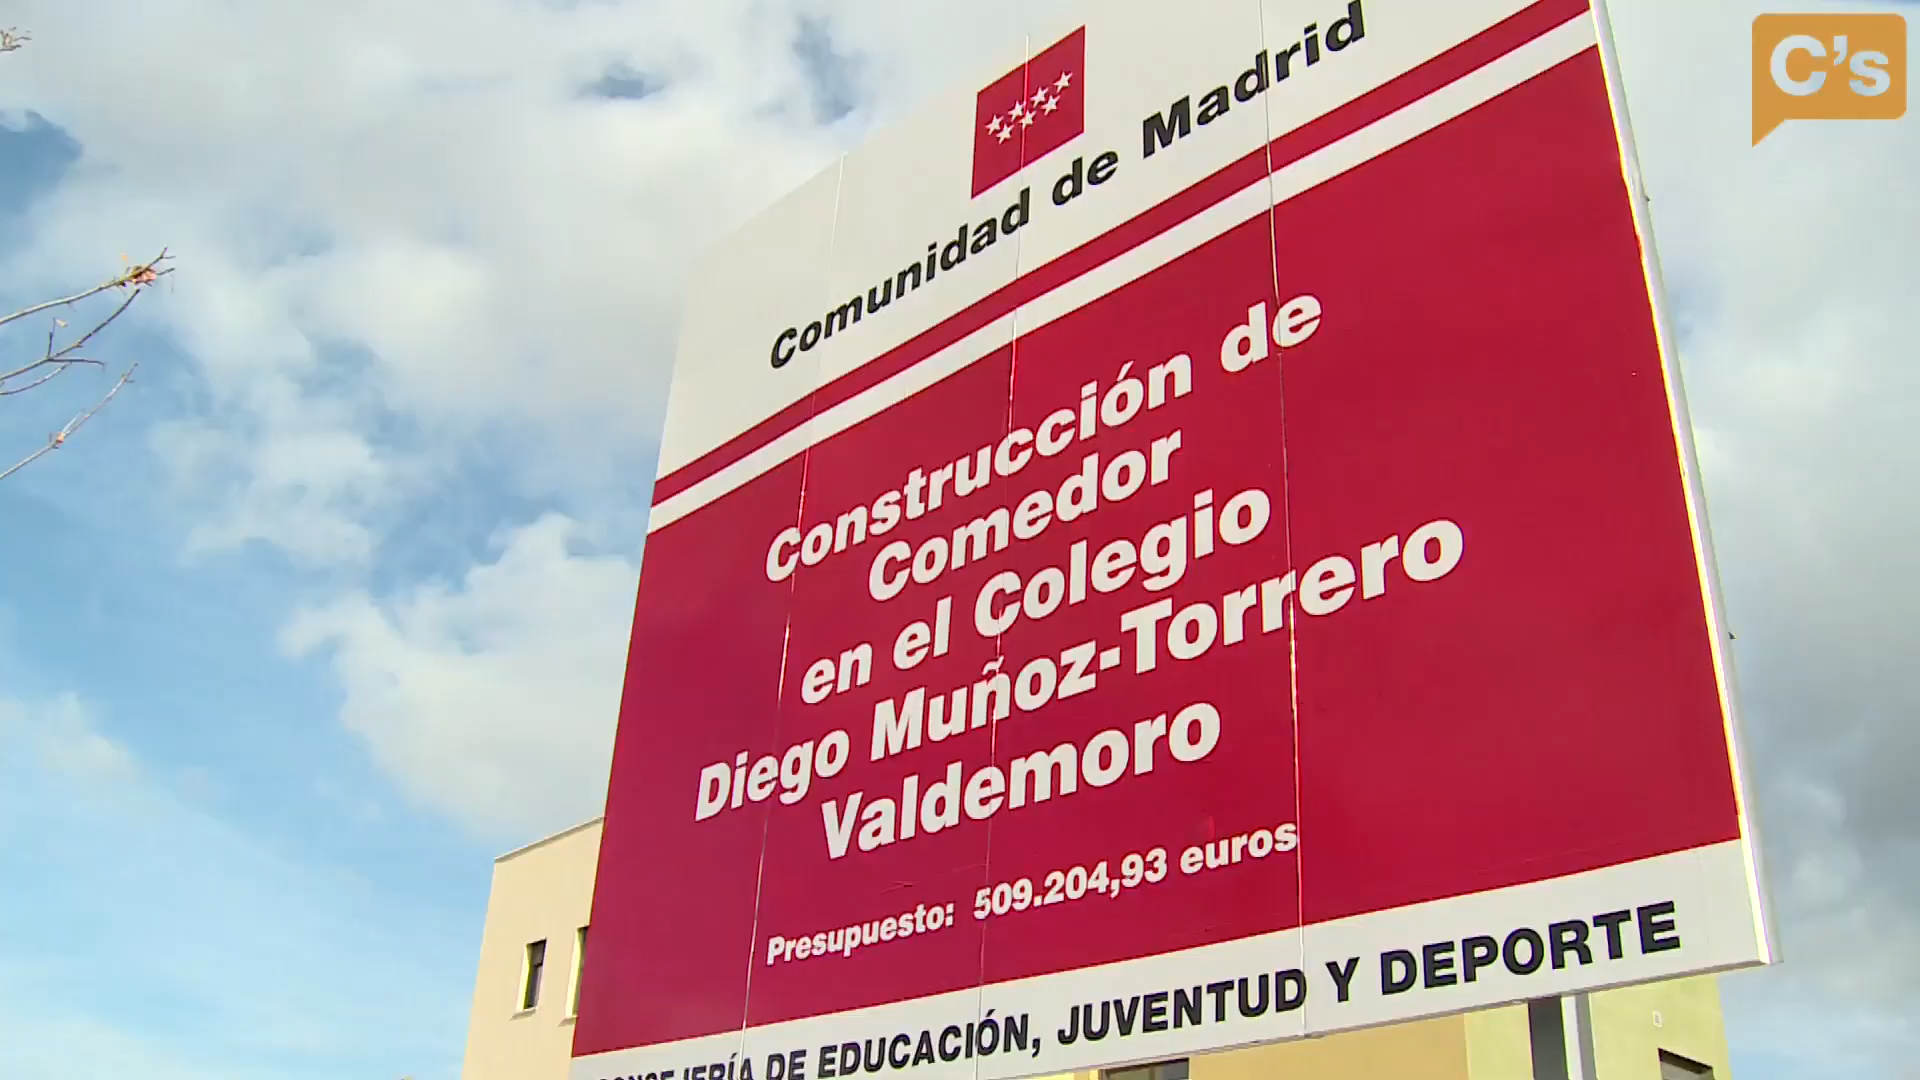 C's
Comunidad de Madrid
Construcción de
Comedor
en el Colegio
Diego Muñoz-Torrero
Valdemoro
Presupuesto: 509.204,93 euros
CONSEJERÍA DE EDUCACIÓN, JUVENTUD Y DEPORTE